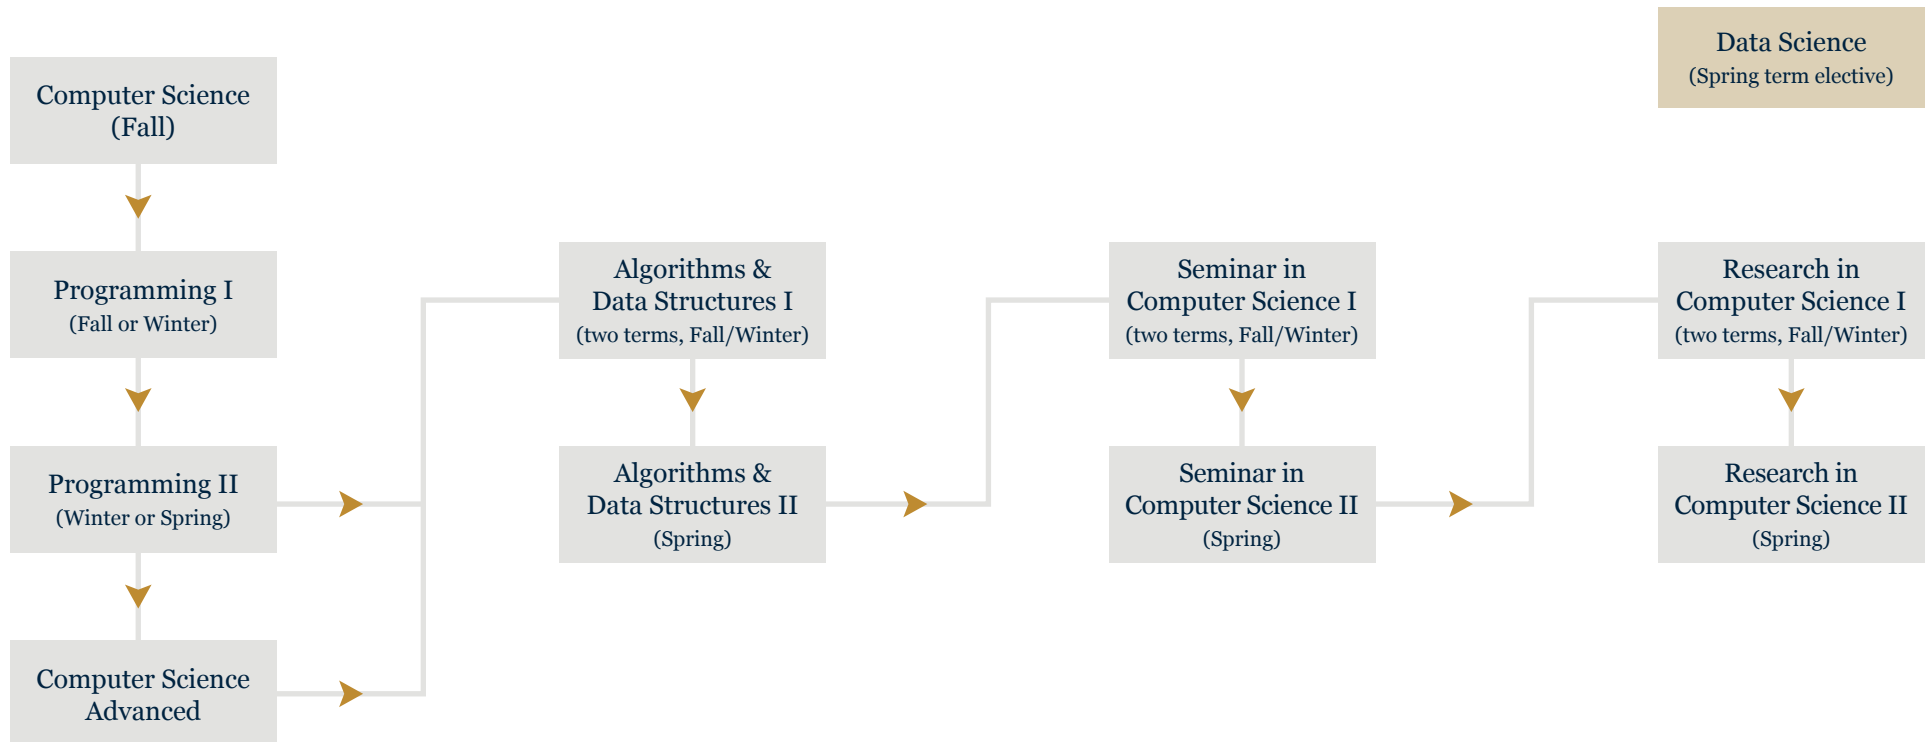 Computer Science
(Fall)
Programming I
(Fall or Winter)
Programming II
(Winter or Spring)
Computer Science
Advanced
Algorithms &
Data Structures I
(two terms, Fall/Winter)
Algorithms &
Data Structures II
(Spring)
Seminar in
Computer Science I
(two terms, Fall/Winter)
Seminar in
Computer Science II
(Spring)
Data Science
(Spring term elective)
Research in
Computer Science I
(two terms, Fall/Winter)
Research in
Computer Science II
(Spring)